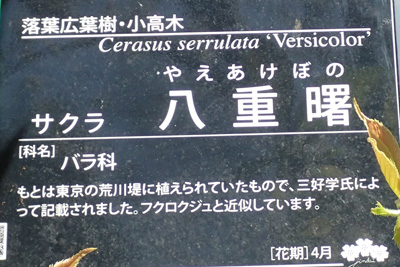 落葉広葉樹・小高木
Cerasus serrulata ‘Versicolor’
やえあけぼの
サクラ 八重曙
[科名] バラ科
もとは東京の荒川堤に植えられていたもので、三好学氏によ
って記載されました。フクロクジュと近似しています。
[花期] 4月